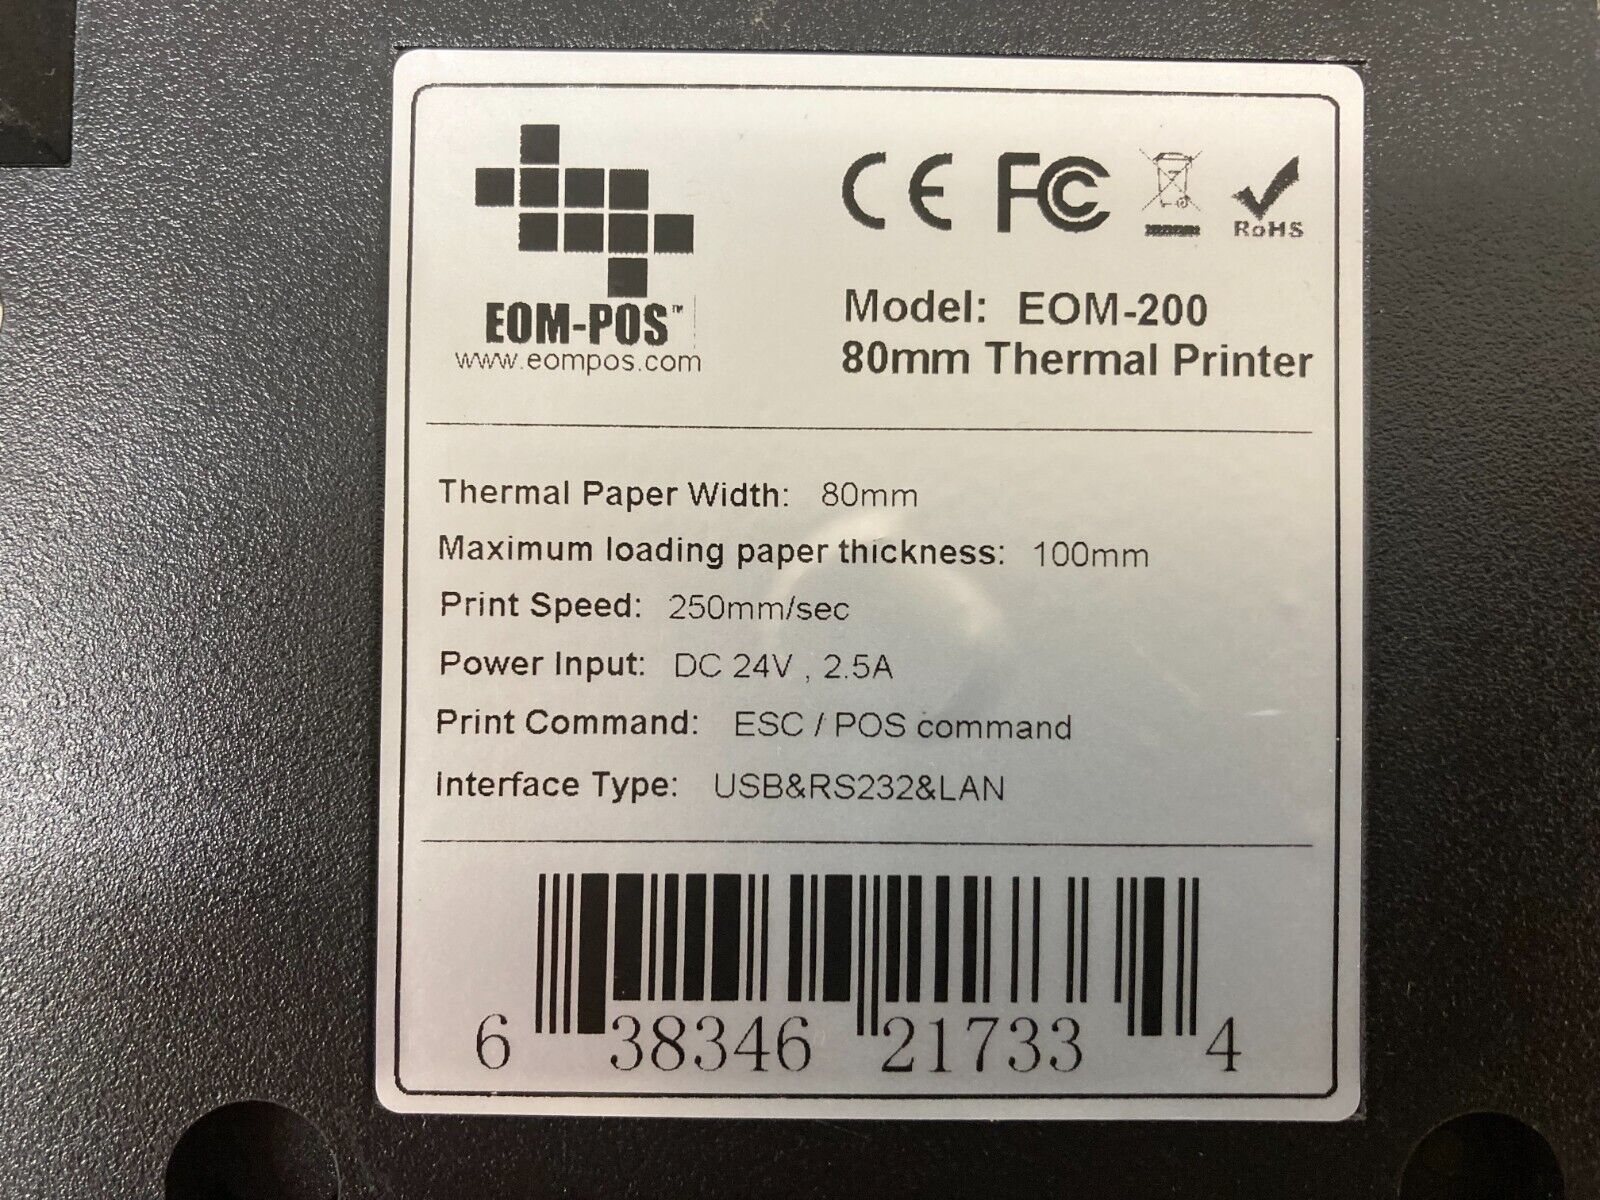 CE FC RoHS
EOM-POS™
www.eompos.com
Model: EOM-200
80mm Thermal Printer
Thermal Paper Width: 80mm
Maximum loading paper thickness: 100mm
Print Speed: 250mm/sec
Power Input: DC 24V , 2.5A
Print Command: ESC / POS command
Interface Type: USB&RS232&LAN
6 38346 21733 4